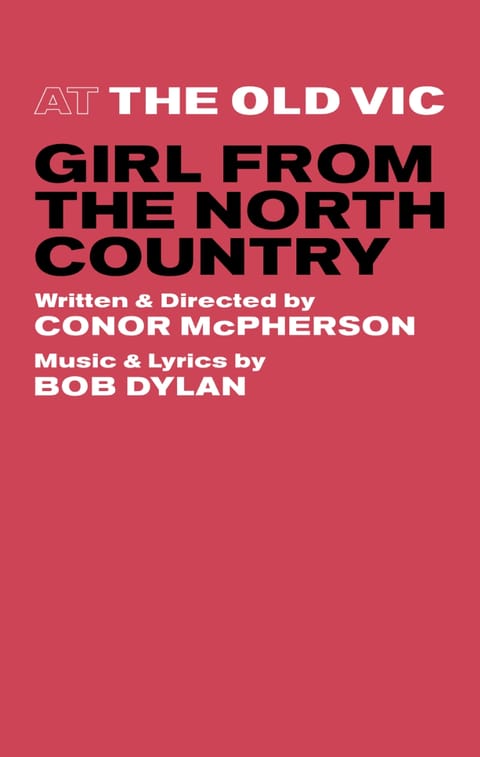 AT THE OLD VIC
GIRL FROM
THE NORTH
COUNTRY
Written & Directed by
CONOR McPHERSON
Music & Lyrics by
BOB DYLAN